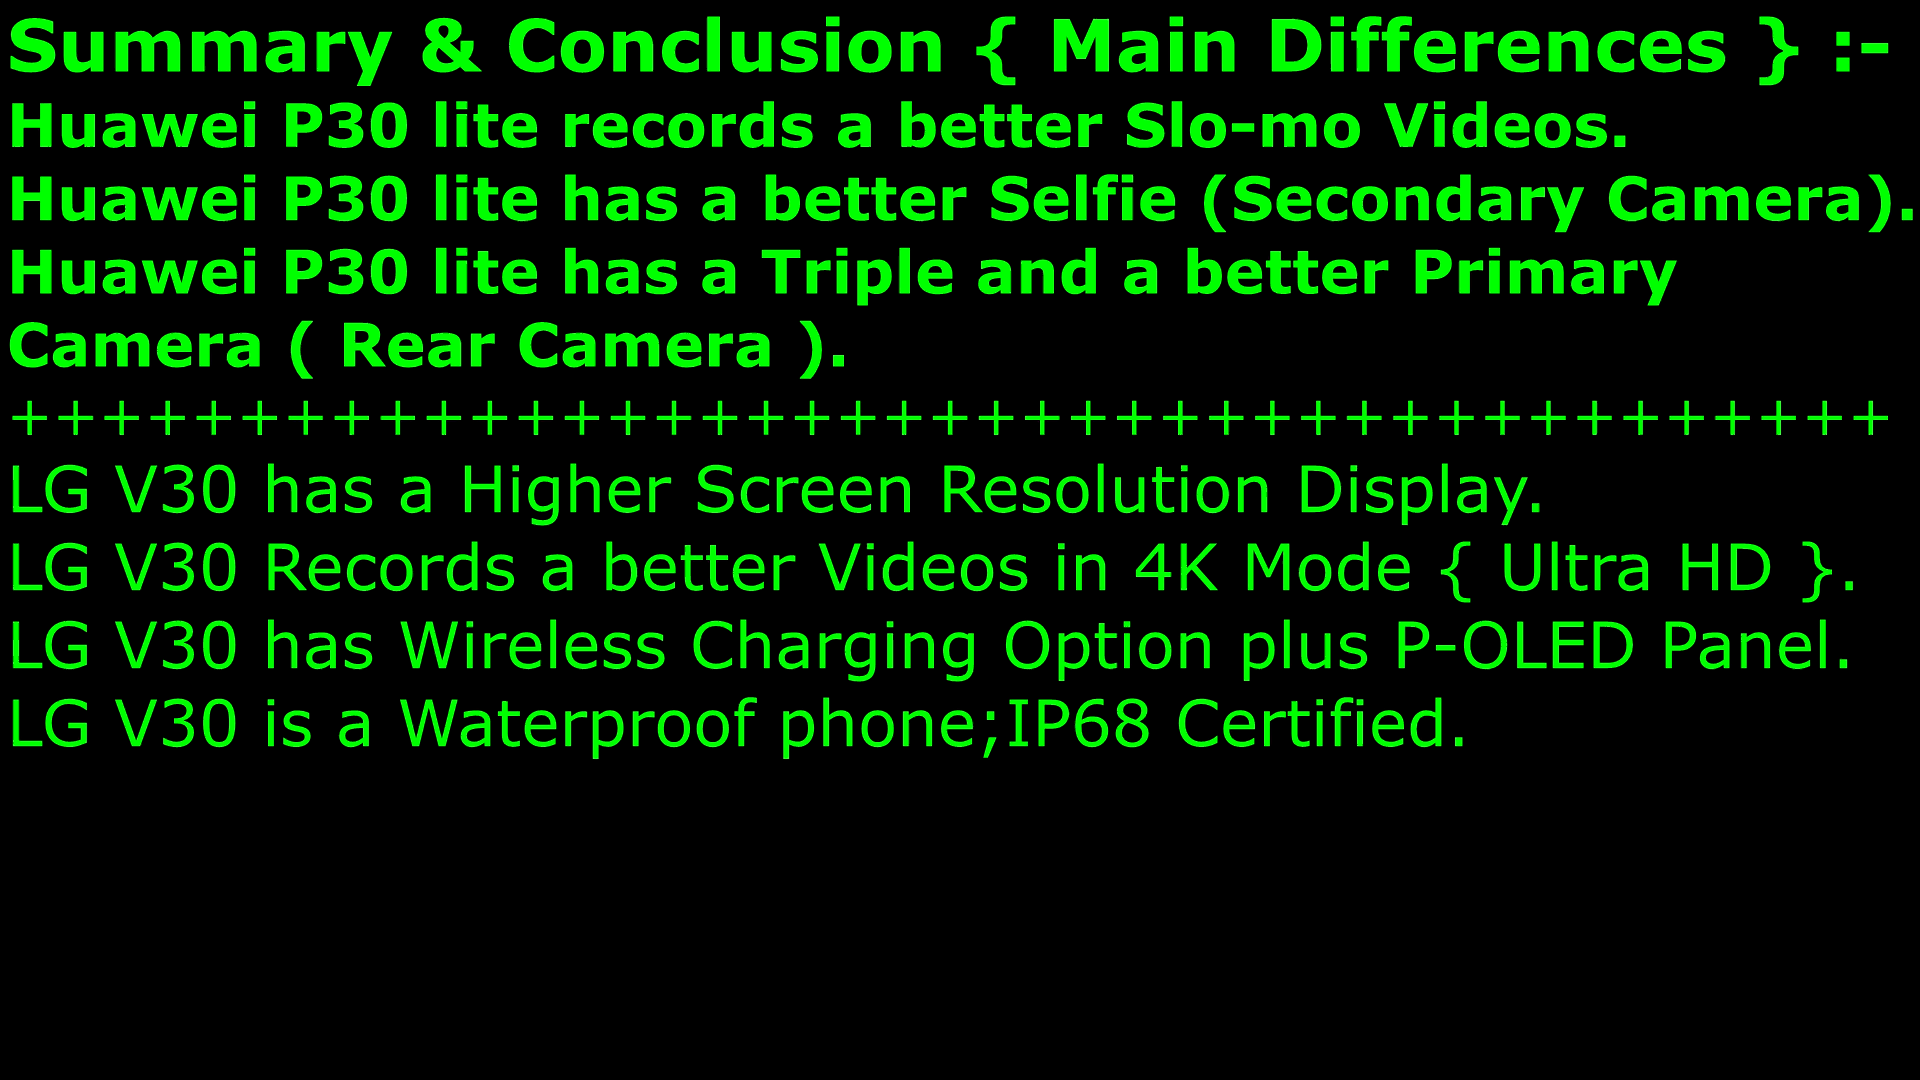 Summary & Conclusion { Main Differences } :-
Huawei P30 lite records a better Slo-mo Videos.
Huawei P30 lite has a better Selfie (Secondary Camera).
Huawei P30 lite has a Triple and a better Primary
Camera ( Rear Camera ).
+++++++++++++++++++++++++++++++++++++++++
LG V30 has a Higher Screen Resolution Display.
LG V30 Records a better Videos in 4K Mode { Ultra HD }.
LG V30 has Wireless Charging Option plus P-OLED Panel.
LG V30 is a Waterproof phone;IP68 Certified.